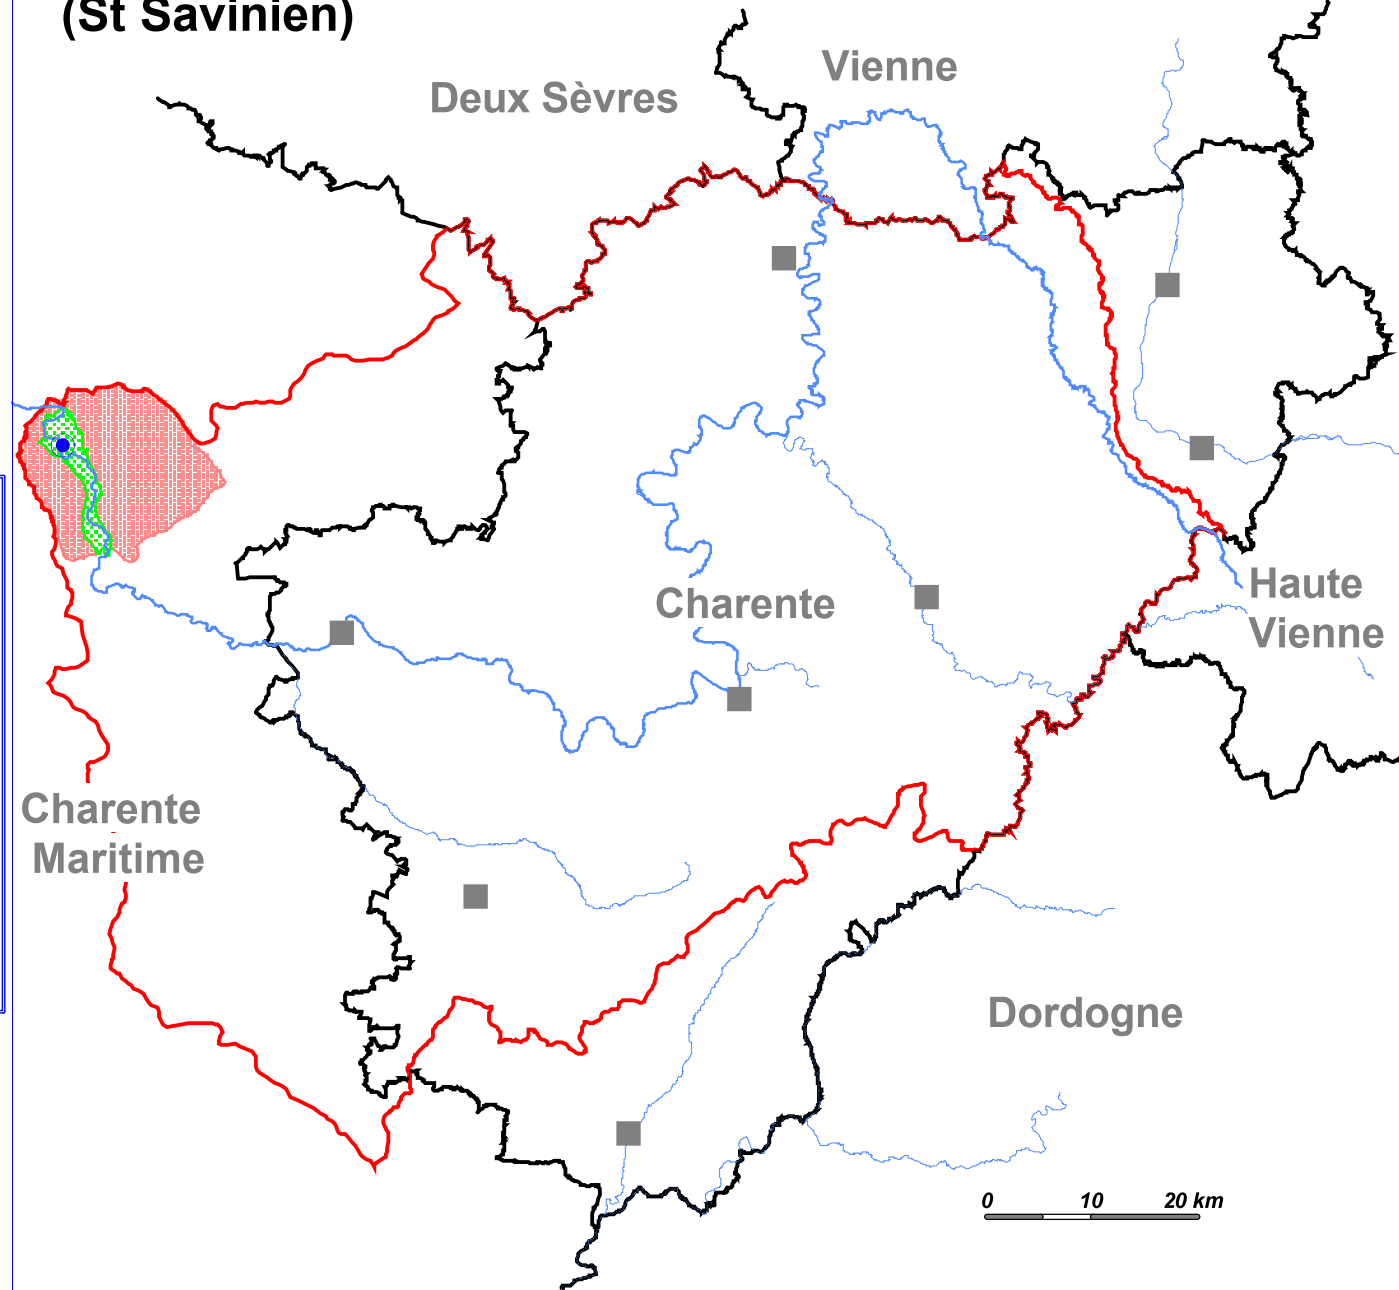 (St Savinien)
Vienne
Deux Sèvres
Haute
Vienne
Charente
Charente
Maritime
Dordogne
0 10 20 km